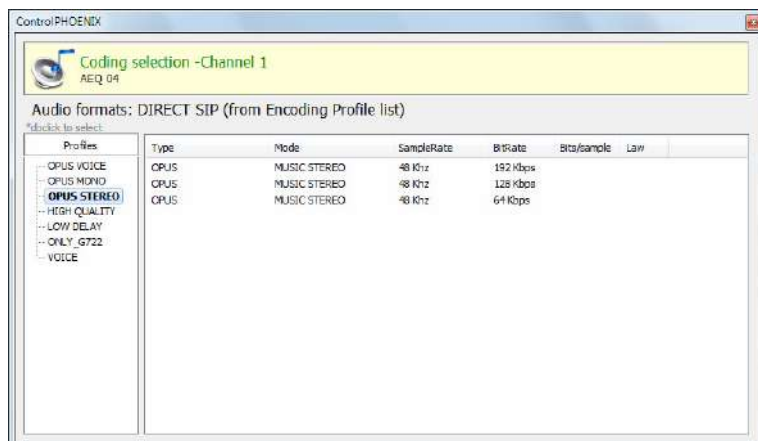 ControlPHOENIX
Coding selection -Channel 1
AEQ 04
Audio formats: DIRECT SIP (from Encoding Profile list)
*dbclick to select
Profiles
Type Mode SampleRate BitRate Bits/sample Law
OPUS VOICE
OPUS MONO
OPUS STEREO
HIGH QUALITY
LOW DELAY
ONLY_G722
VOICE
OPUS MUSIC STEREO 48 Khz 192 Kbps
OPUS MUSIC STEREO 48 Khz 128 Kbps
OPUS MUSIC STEREO 48 Khz 64 Kbps